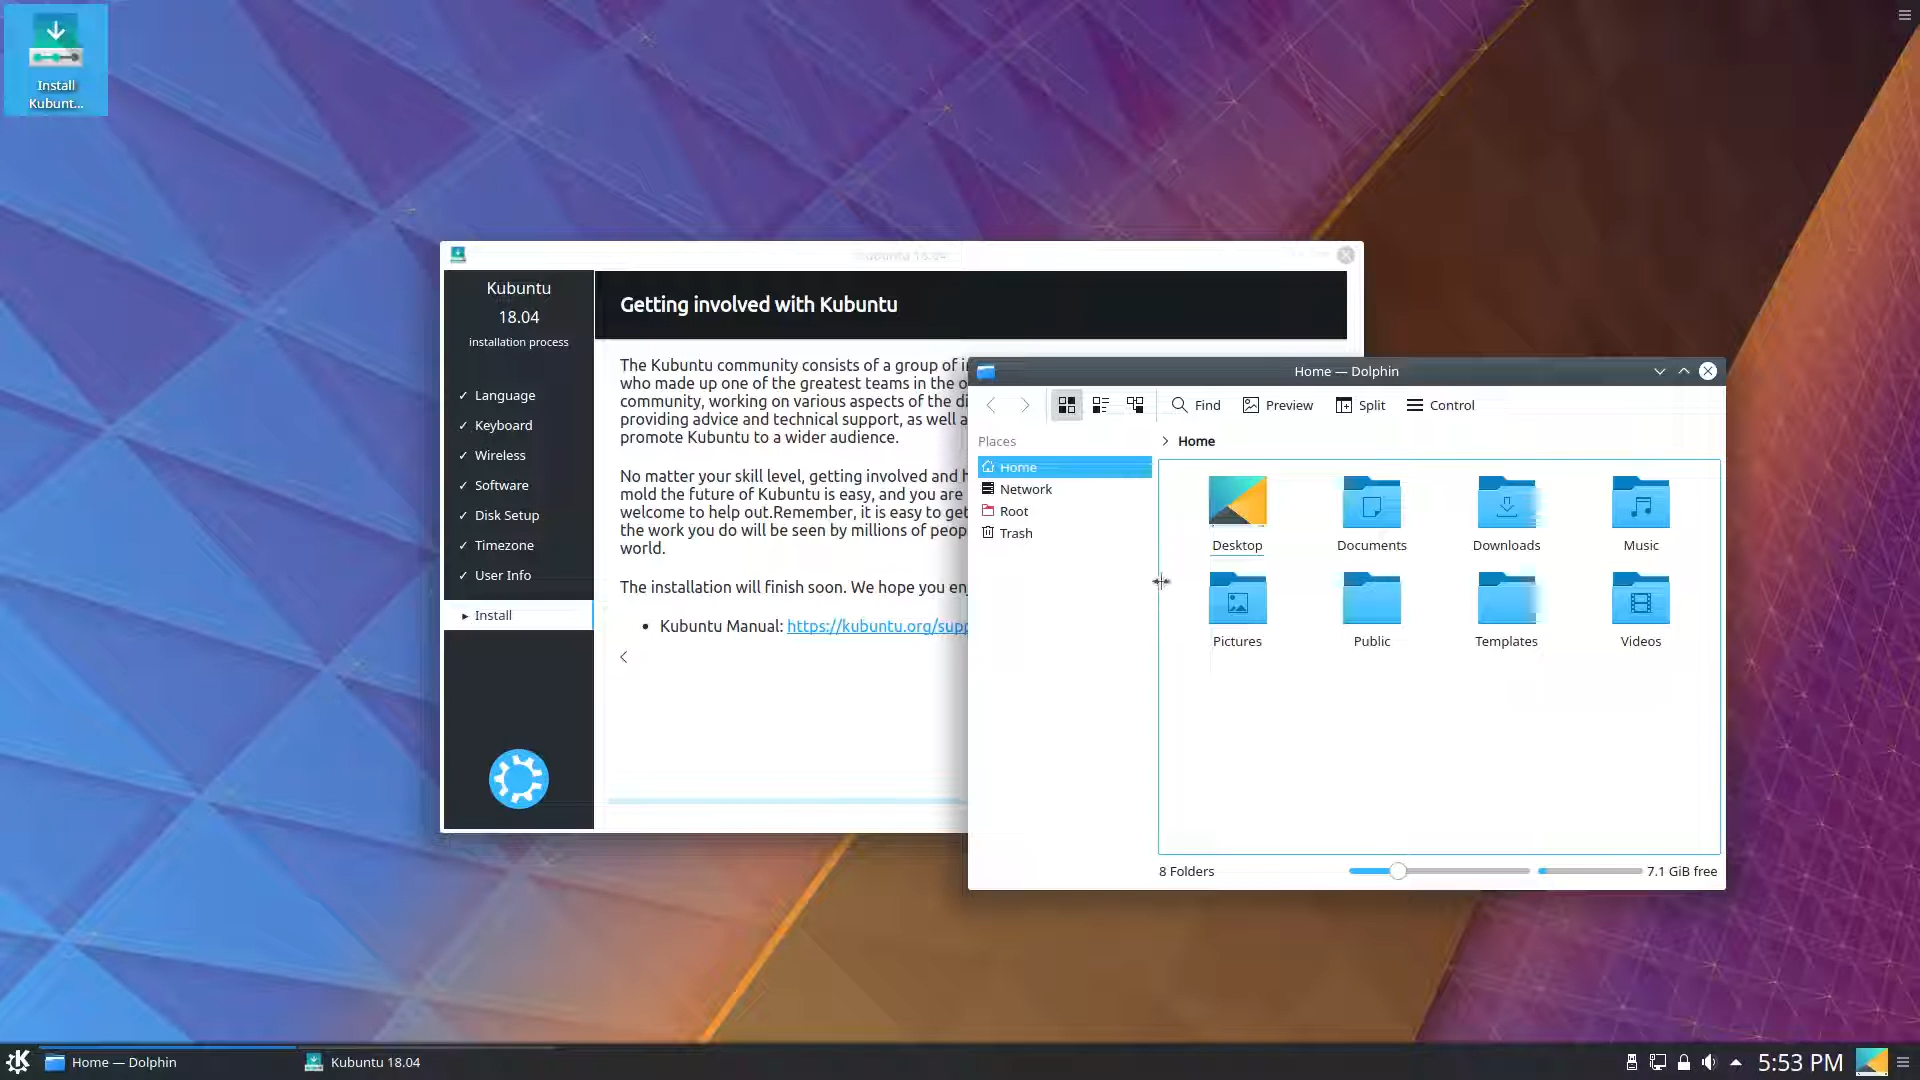 Install
Kubunt...
Kubuntu 18.04
Kubuntu
18.04
installation process
✓ Language
✓ Keyboard
✓ Wireless
✓ Software
✓ Disk Setup
✓ Timezone
✓ User Info
▸ Install
Getting involved with Kubuntu
The Kubuntu community consists of a group of
who made up one of the greatest teams in the
community, working on various aspects of the
providing advice and technical support, as well a
promote Kubuntu to a wider audience.
No matter your skill level, getting involved and
mold the future of Kubuntu is easy, and you are
welcome to help out.Remember, it is easy to get
the work you do will be seen by millions of
world.
The installation will finish soon. We hope you
• Kubuntu Manual: https://kubuntu.org/supp
<
Home — Dolphin
Find
Preview
Split
Control
Places
Home
Network
Root
Trash
> Home
Desktop
Documents
Downloads
Music
Pictures
Public
Templates
Videos
8 Folders
7.1 GiB free
Home — Dolphin
Kubuntu 18.04
5:53 PM